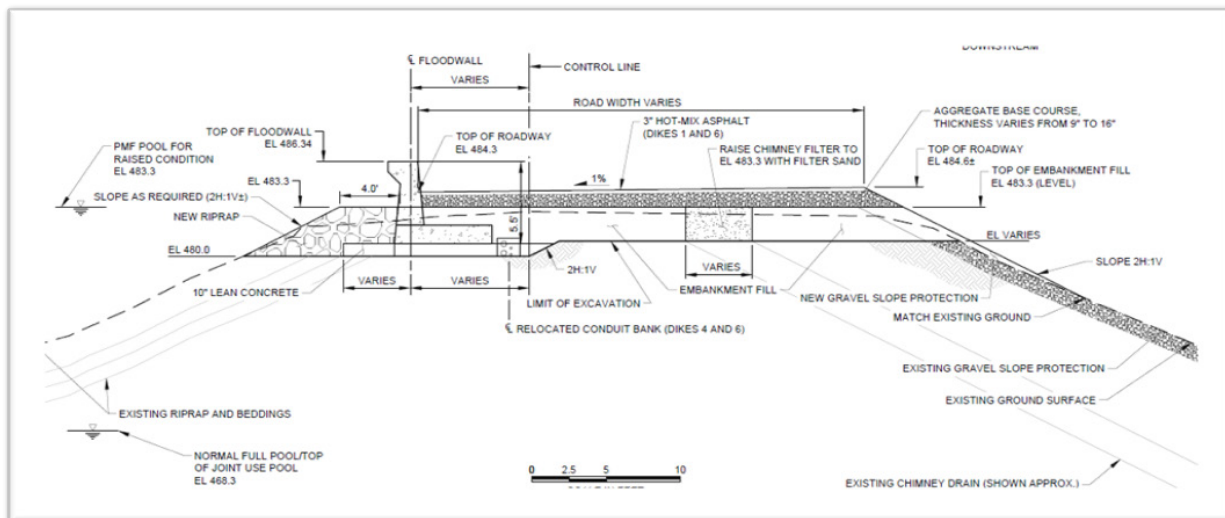 DOWNSTREAM
℄ FLOODWALL
VARIES
CONTROL LINE
ROAD WIDTH VARIES
AGGREGATE BASE COURSE,
THICKNESS VARIES FROM 9" TO 16"
3" HOT-MIX ASPHALT
(DIKES 1 AND 6)
TOP OF FLOODWALL
EL 486.34
TOP OF ROADWAY
EL 484.3
RAISE CHIMNEY FILTER TO
EL 483.3 WITH FILTER SAND
TOP OF ROADWAY
EL 484.6±
PMF POOL FOR
RAISED CONDITION
EL 483.3
EL 483.3
4.0'
1%
TOP OF EMBANKMENT FILL
EL 483.3 (LEVEL)
SLOPE AS REQUIRED (2H:1V±)
NEW RIPRAP
5.5'
EL 480.0
EL VARIES
VARIES
VARIES
2H:1V
VARIES
SLOPE 2H:1V
10" LEAN CONCRETE
LIMIT OF EXCAVATION
EMBANKMENT FILL
NEW GRAVEL SLOPE PROTECTION
MATCH EXISTING GROUND
℄ RELOCATED CONDUIT BANK (DIKES 4 AND 6)
EXISTING GRAVEL SLOPE PROTECTION
EXISTING GROUND SURFACE
EXISTING RIPRAP AND BEDDINGS
NORMAL FULL POOL/TOP
OF JOINT USE POOL
EL 468.3
0 2.5 5 10
EXISTING CHIMNEY DRAIN (SHOWN APPROX.)